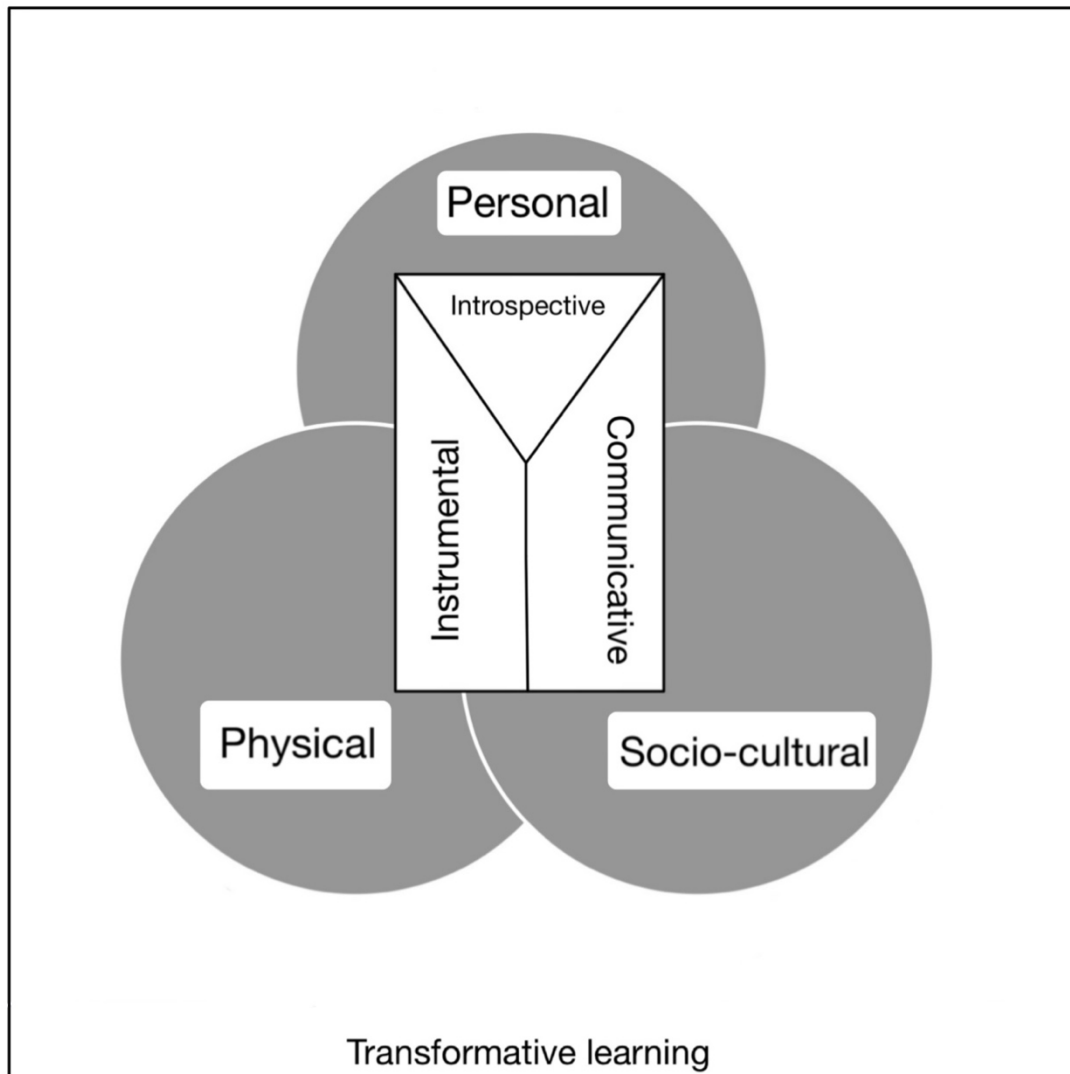 Personal
Introspective
Instrumental
Communicative
Physical
Socio-cultural
Transformative learning